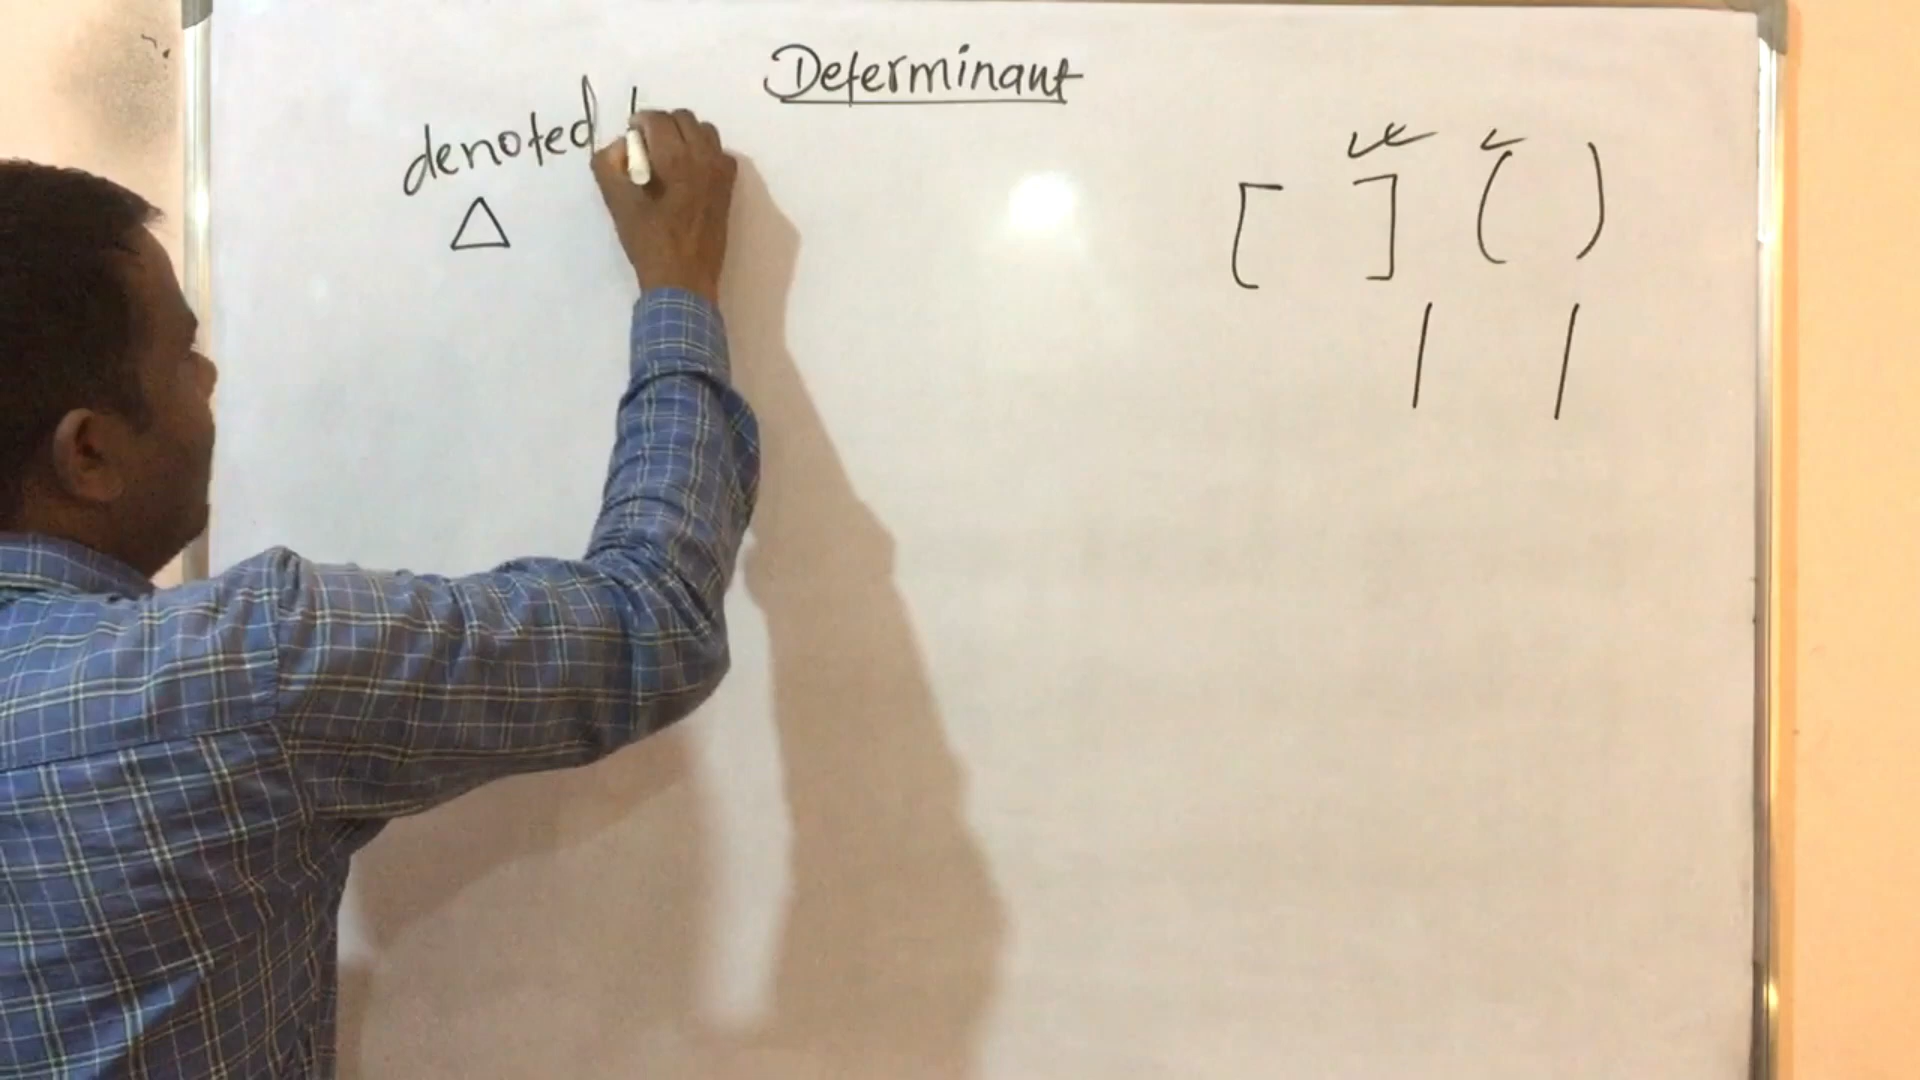 Determinant
denoted
△
[ ] ( )
| |